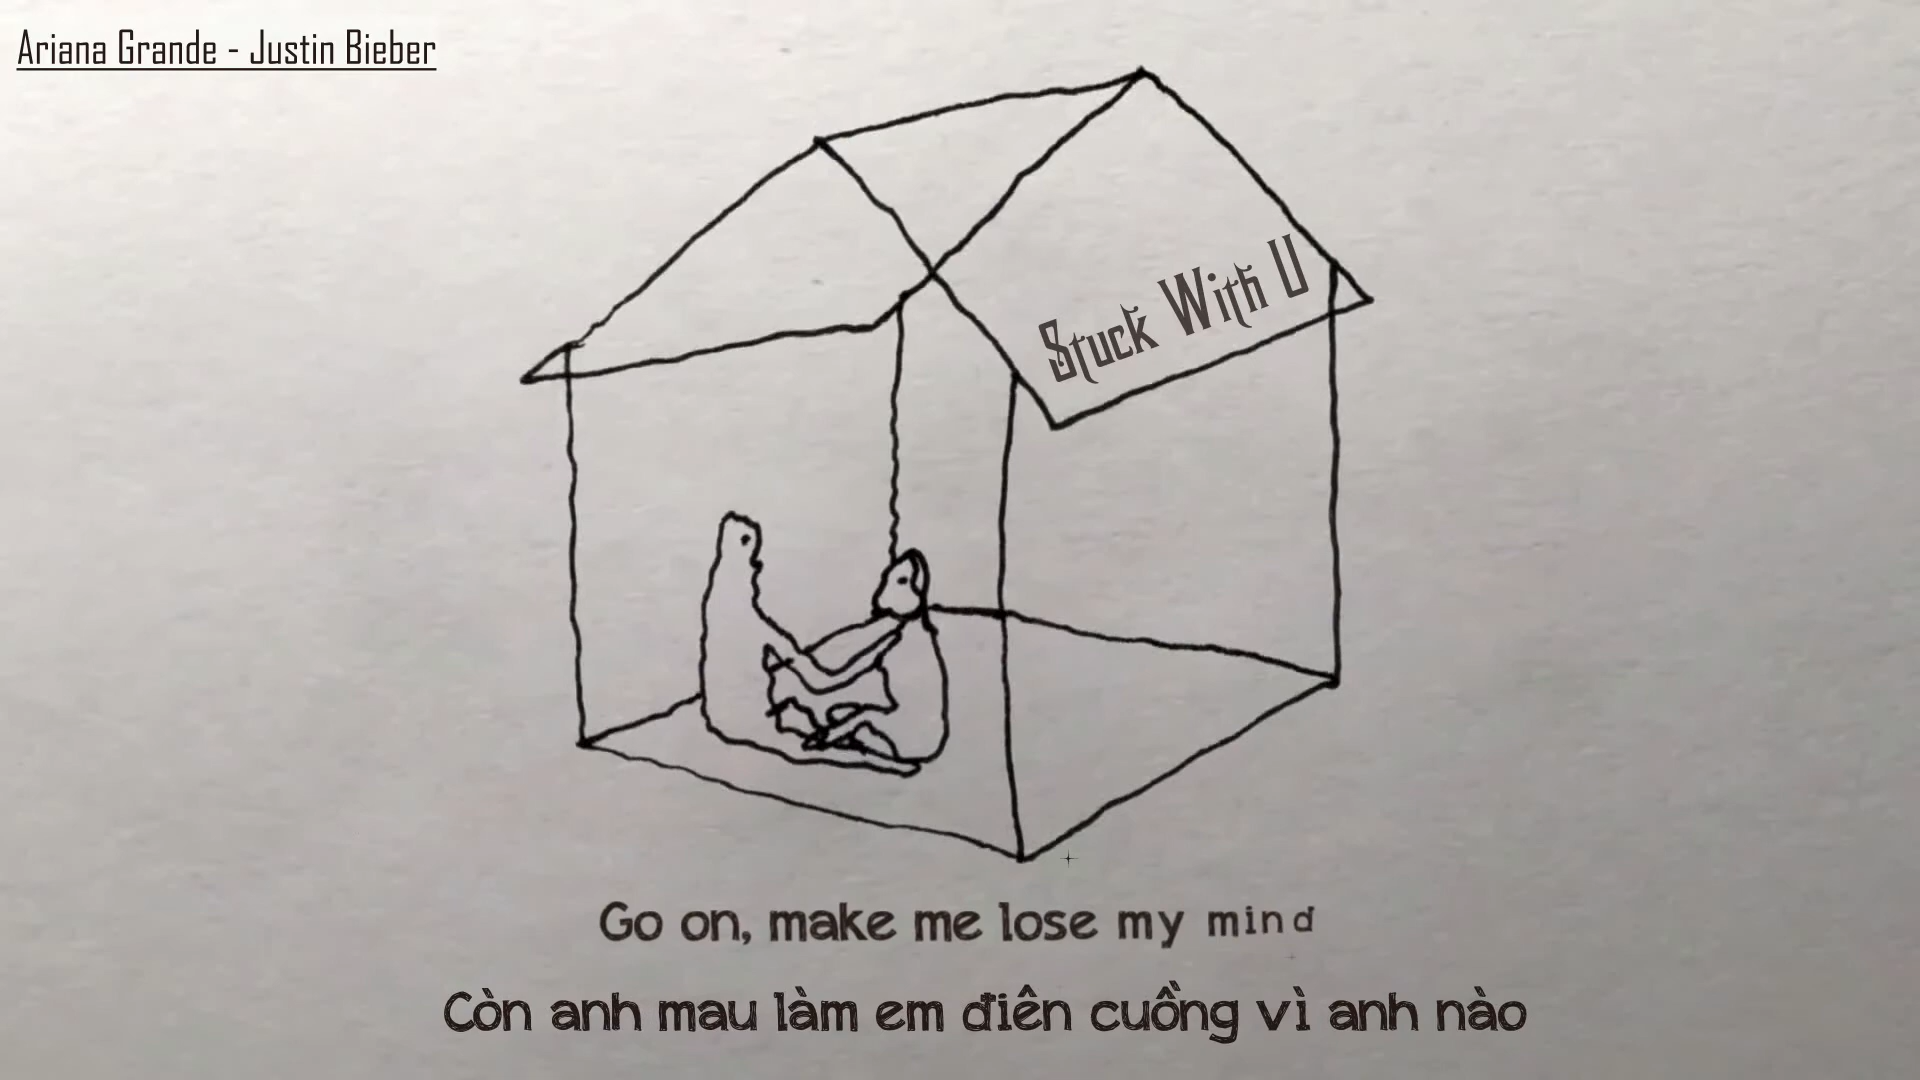 Ariana Grande - Justin Bieber
Stuck With U
Go on, make me lose my mind
Còn anh mau làm em điên cuồng vì anh nào